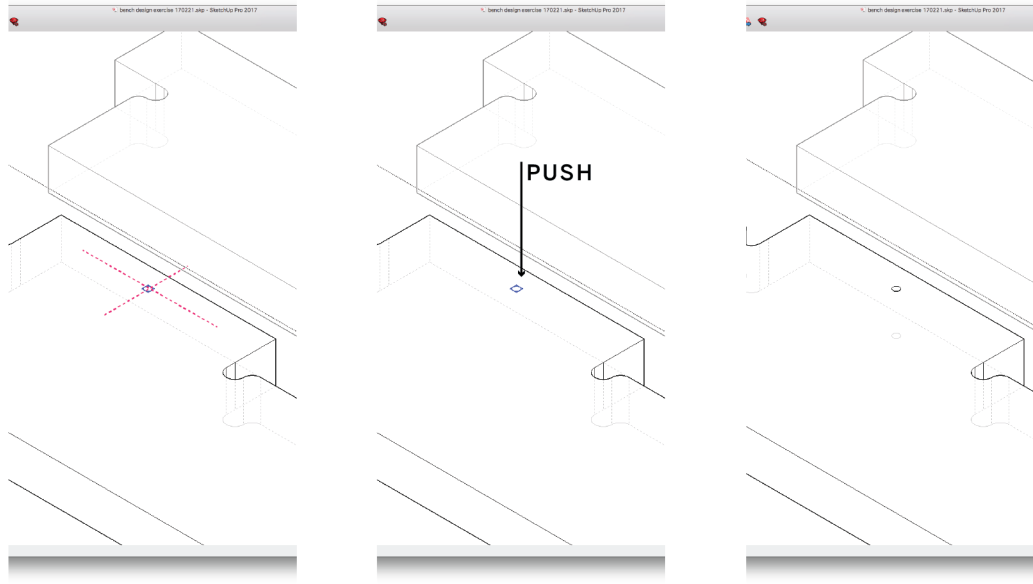 bench design exercise 170221.skp - SketchUp Pro 2017
bench design exercise 170221.skp - SketchUp Pro 2017
bench design exercise 170221.skp - SketchUp Pro 2017
PUSH